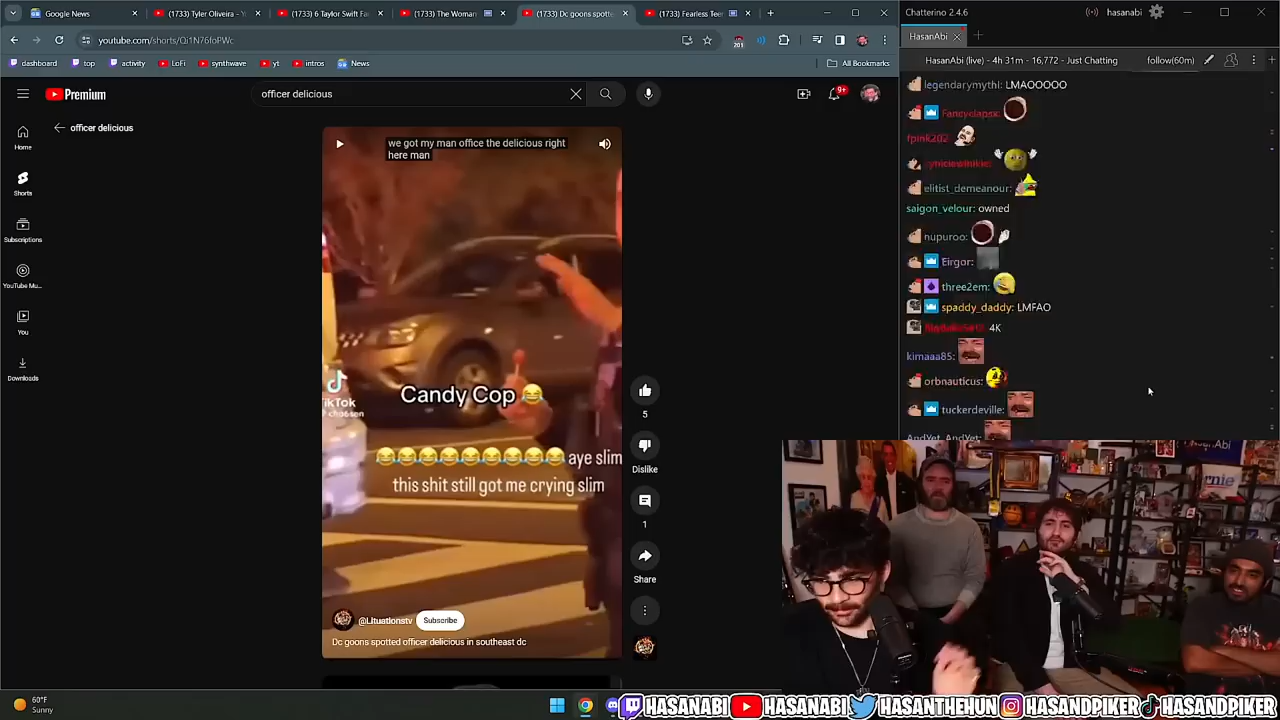 Google News
(1733) Tyler Oliveira -
(1733) 6 Taylor Swift Fa
(1733) The Woman
(1733) Dc goons spotte
(1733) Fearless Teen
youtube.com/shorts/Qi1N76foPWc
203
dashboard
top
activity
LoFi
synthwave
yt
intros
News
All Bookmarks
Premium
officer delicious
9+
officer delicious
Home
Shorts
Subscriptions
YouTube Mu...
You
Downloads
we got my man office the delicious right
here man
Candy Cop 😂
TikTok
😂😂😂😂😂😂😂😂😂 aye slim
this shit still got me crying slim
@Lituationstv
Subscribe
Dc goons spotted officer delicious in southeast dc
5
Dislike
1
Share
Chatterino 2.4.6
hasanabi
HasanAbi
HasanAbi (live) - 4h 31m - 16,772 - Just Chatting
follow(60m)
legendarymythl: LMAOOOOO
Fancyclapsx:
fpink202
elitist_demeanour:
saigon_velour: owned
nupuroo:
Eirgor:
three2em:
spaddy_daddy: LMFAO
4K
kimaaa85:
orbnauticus:
tuckerdeville:
AndYet_AndYet:
60°F
Sunny
HASANABI
HASANABI
HASANTHEHUN
HASANDPIKER
HASANDPIKER